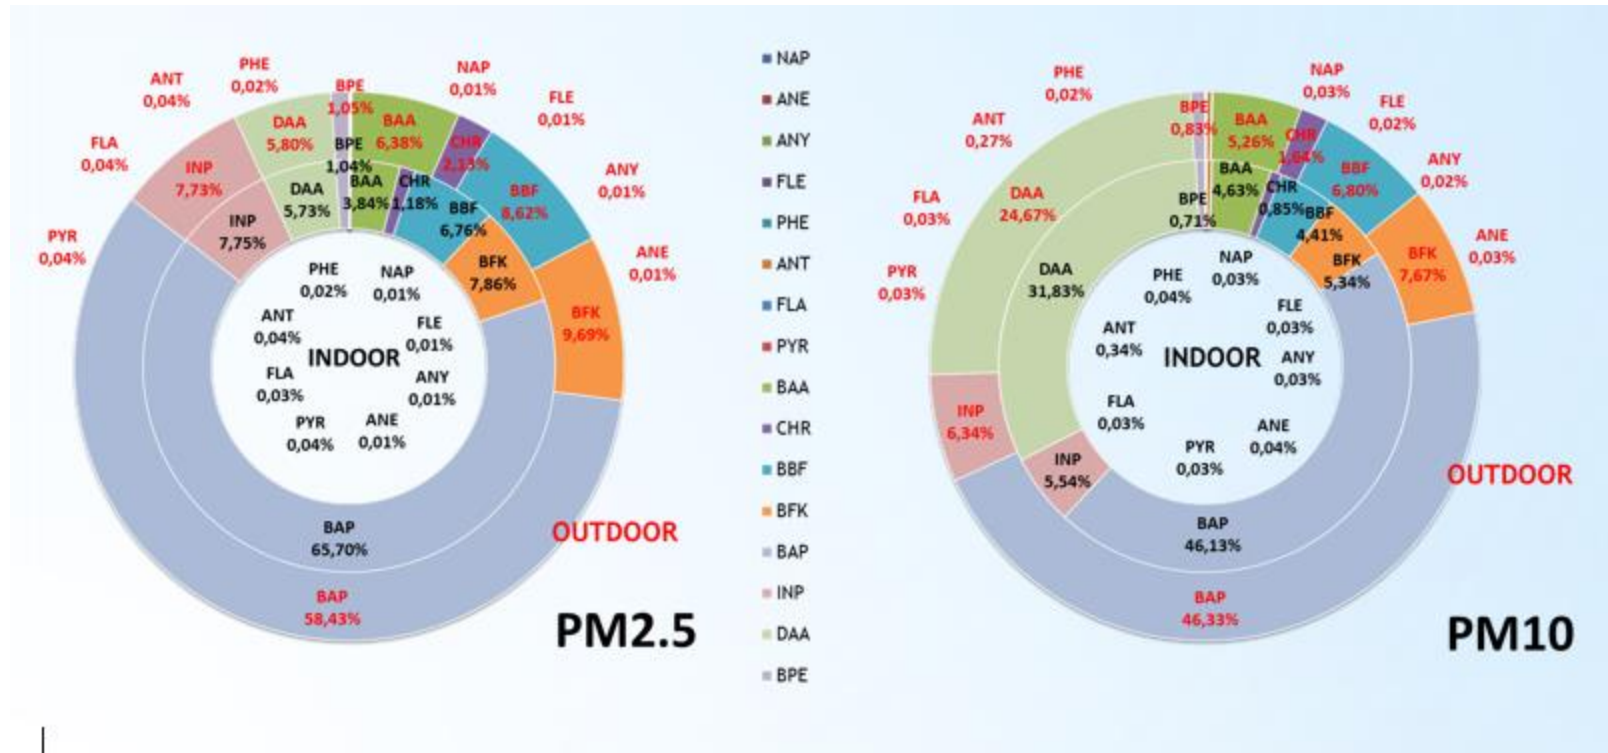 PHE
0,02%
ANT
0,04%
FLA
0,04%
PYR
0,04%
INP
7,73%
DAA
5,80%
BPE
1,05%
BAA
6,38%
NAP
0,01%
CHR
2,13%
FLE
0,01%
BBF
8,62%
ANY
0,01%
ANE
0,01%
BFK
9,69%
BAP
58,43%
OUTDOOR
INP
7,75%
DAA
5,73%
BPE
1,04%
BAA
3,84%
CHR
1,18%
BBF
6,76%
BFK
7,86%
BAP
65,70%
PHE
0,02%
NAP
0,01%
ANT
0,04%
FLE
0,01%
INDOOR
FLA
0,03%
ANY
0,01%
PYR
0,04%
ANE
0,01%
PM2.5
NAP
ANE
ANY
FLE
PHE
ANT
FLA
PYR
BAA
CHR
BBF
BFK
BAP
INP
DAA
BPE
PHE
0,02%
ANT
0,27%
FLA
0,03%
PYR
0,03%
INP
6,34%
DAA
24,67%
BPE
0,83%
BAA
5,26%
NAP
0,03%
CHR
1,64%
FLE
0,02%
BBF
6,80%
ANY
0,02%
ANE
0,03%
BFK
7,67%
BAP
46,33%
OUTDOOR
INP
5,54%
DAA
31,83%
BPE
0,71%
BAA
4,63%
CHR
0,85%
BBF
4,41%
BFK
5,34%
BAP
46,13%
PHE
0,04%
NAP
0,03%
ANT
0,34%
FLE
0,03%
INDOOR
ANY
0,03%
FLA
0,03%
PYR
0,03%
ANE
0,04%
PM10